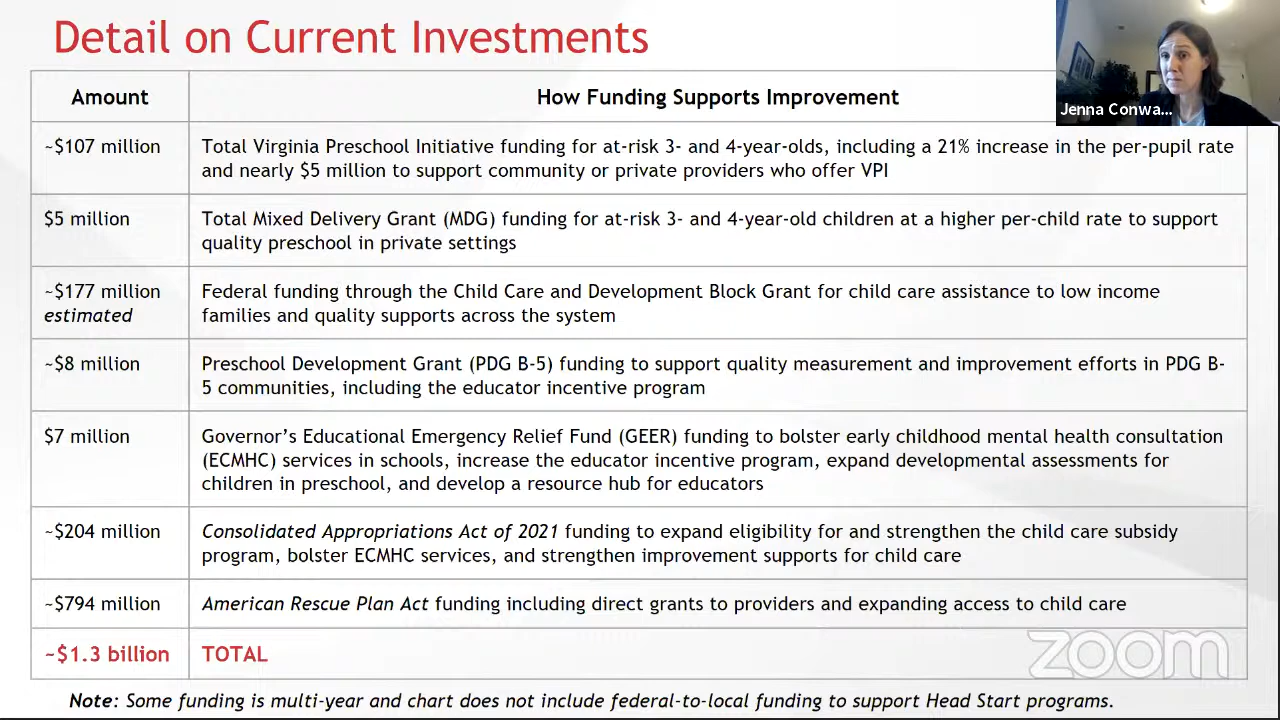 Detail on Current Investments
Jenna Conwa...
Amount
How Funding Supports Improvement
~$107 million
Total Virginia Preschool Initiative funding for at-risk 3- and 4-year-olds, including a 21% increase in the per-pupil rate
and nearly $5 million to support community or private providers who offer VPI
$5 million
Total Mixed Delivery Grant (MDG) funding for at-risk 3- and 4-year-old children at a higher per-child rate to support
quality preschool in private settings
~$177 million
estimated
Federal funding through the Child Care and Development Block Grant for child care assistance to low income
families and quality supports across the system
~$8 million
Preschool Development Grant (PDG B-5) funding to support quality measurement and improvement efforts in PDG B-
5 communities, including the educator incentive program
$7 million
Governor's Educational Emergency Relief Fund (GEER) funding to bolster early childhood mental health consultation
(ECMHC) services in schools, increase the educator incentive program, expand developmental assessments for
children in preschool, and develop a resource hub for educators
~$204 million
Consolidated Appropriations Act of 2021 funding to expand eligibility for and strengthen the child care subsidy
program, bolster ECMHC services, and strengthen improvement supports for child care
~$794 million
American Rescue Plan Act funding including direct grants to providers and expanding access to child care
~$1.3 billion
TOTAL
zoom
Note: Some funding is multi-year and chart does not include federal-to-local funding to support Head Start programs.